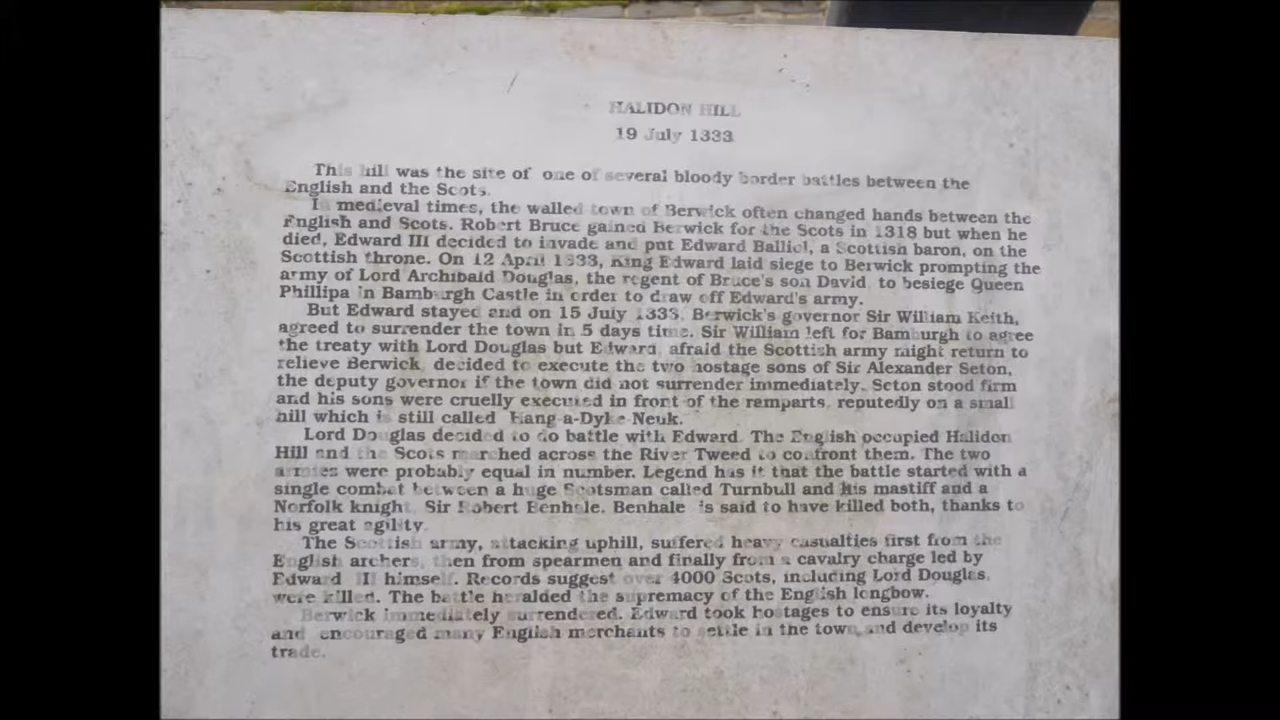 HALIDON HILL
19 July 1333
This hill was the site of one of several bloody border battles between the
English and the Scots.
In medieval times, the walled town of Berwick often changed hands between the
English and Scots. Robert Bruce gained Berwick for the Scots in 1318 but when he
died, Edward III decided to invade and put Edward Balliol, a Scottish baron, on the
Scottish throne. On 12 April 1333, King Edward laid siege to Berwick prompting the
army of Lord Archibald Douglas, the regent of Bruce's son David, to besiege Queen
Phillipa in Bamburgh Castle in order to draw off Edward's army.
But Edward stayed and on 15 July 1333, Berwick's governor Sir William Keith,
agreed to surrender the town in 5 days time. Sir William left for Bamburgh to agree
the treaty with Lord Douglas but Edward, afraid the Scottish army might return to
relieve Berwick, decided to execute the two hostage sons of Sir Alexander Seton,
the deputy governor if the town did not surrender immediately. Seton stood firm
and his sons were cruelly executed in front of the remparts, reputedly on a small
hill which is still called Hang-a-Dyke Neuk.
Lord Douglas decided to do battle with Edward. The English occupied Halidon
Hill and the Scots marched across the River Tweed to confront them. The two
armies were probably equal in number. Legend has it that the battle started with a
single combat between a huge Scotsman called Turnbull and his mastiff and a
Norfolk knight, Sir Robert Benhale. Benhale is said to have killed both, thanks to
his great agility.
The Scottish army, attacking uphill, suffered heavy casualties first from the
English archers, then from spearmen and finally from a cavalry charge led by
Edward III himself. Records suggest over 4000 Scots, including Lord Douglas,
were killed. The battle heralded the supremacy of the English longbow.
Berwick immediately surrendered. Edward took hostages to ensure its loyalty
and encouraged many English merchants to settle in the town and develop its
trade.